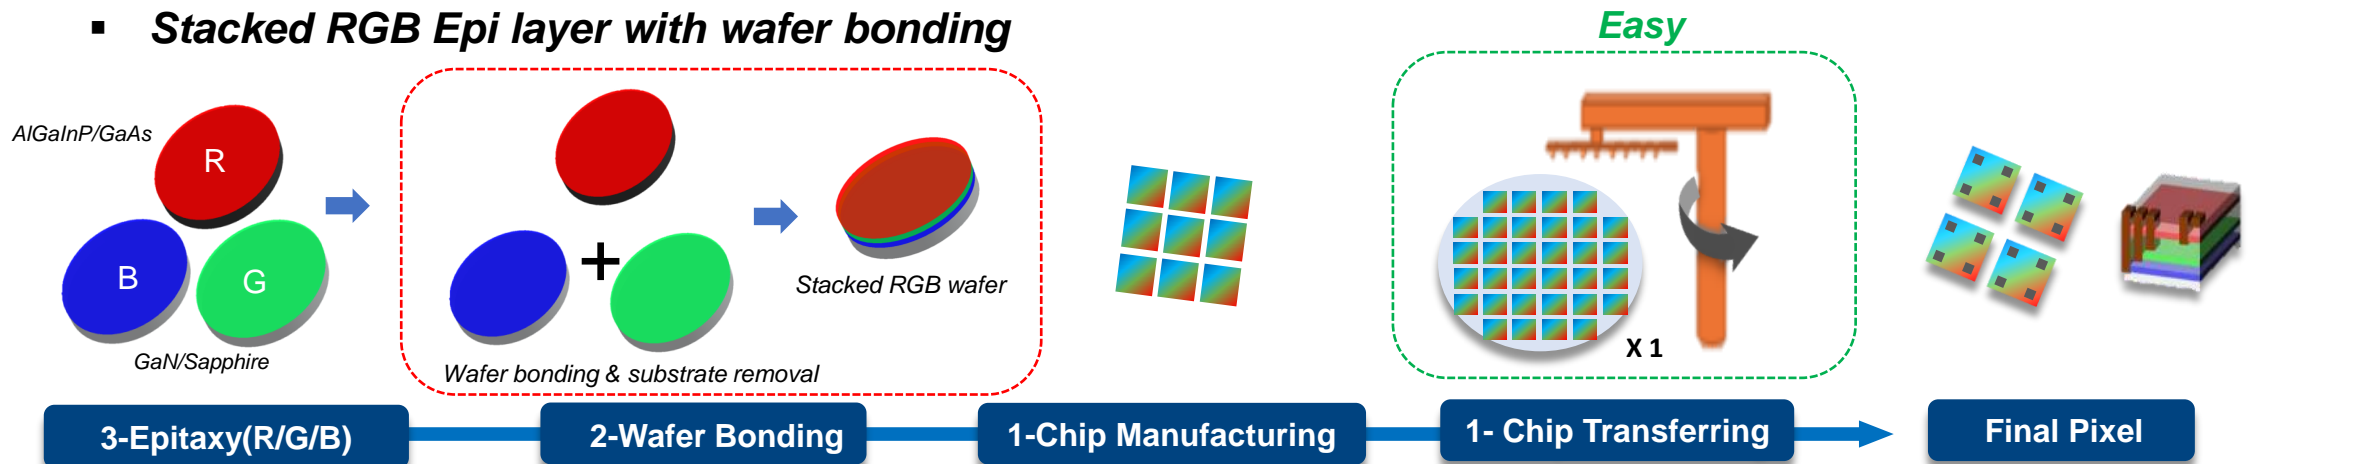 ▪ Stacked RGB Epi layer with wafer bonding
Easy
AlGaInP/GaAs
R
B
G
GaN/Sapphire
+
Stacked RGB wafer
Wafer bonding & substrate removal
X 1
3-Epitaxy(R/G/B)
2-Wafer Bonding
1-Chip Manufacturing
1- Chip Transferring
Final Pixel